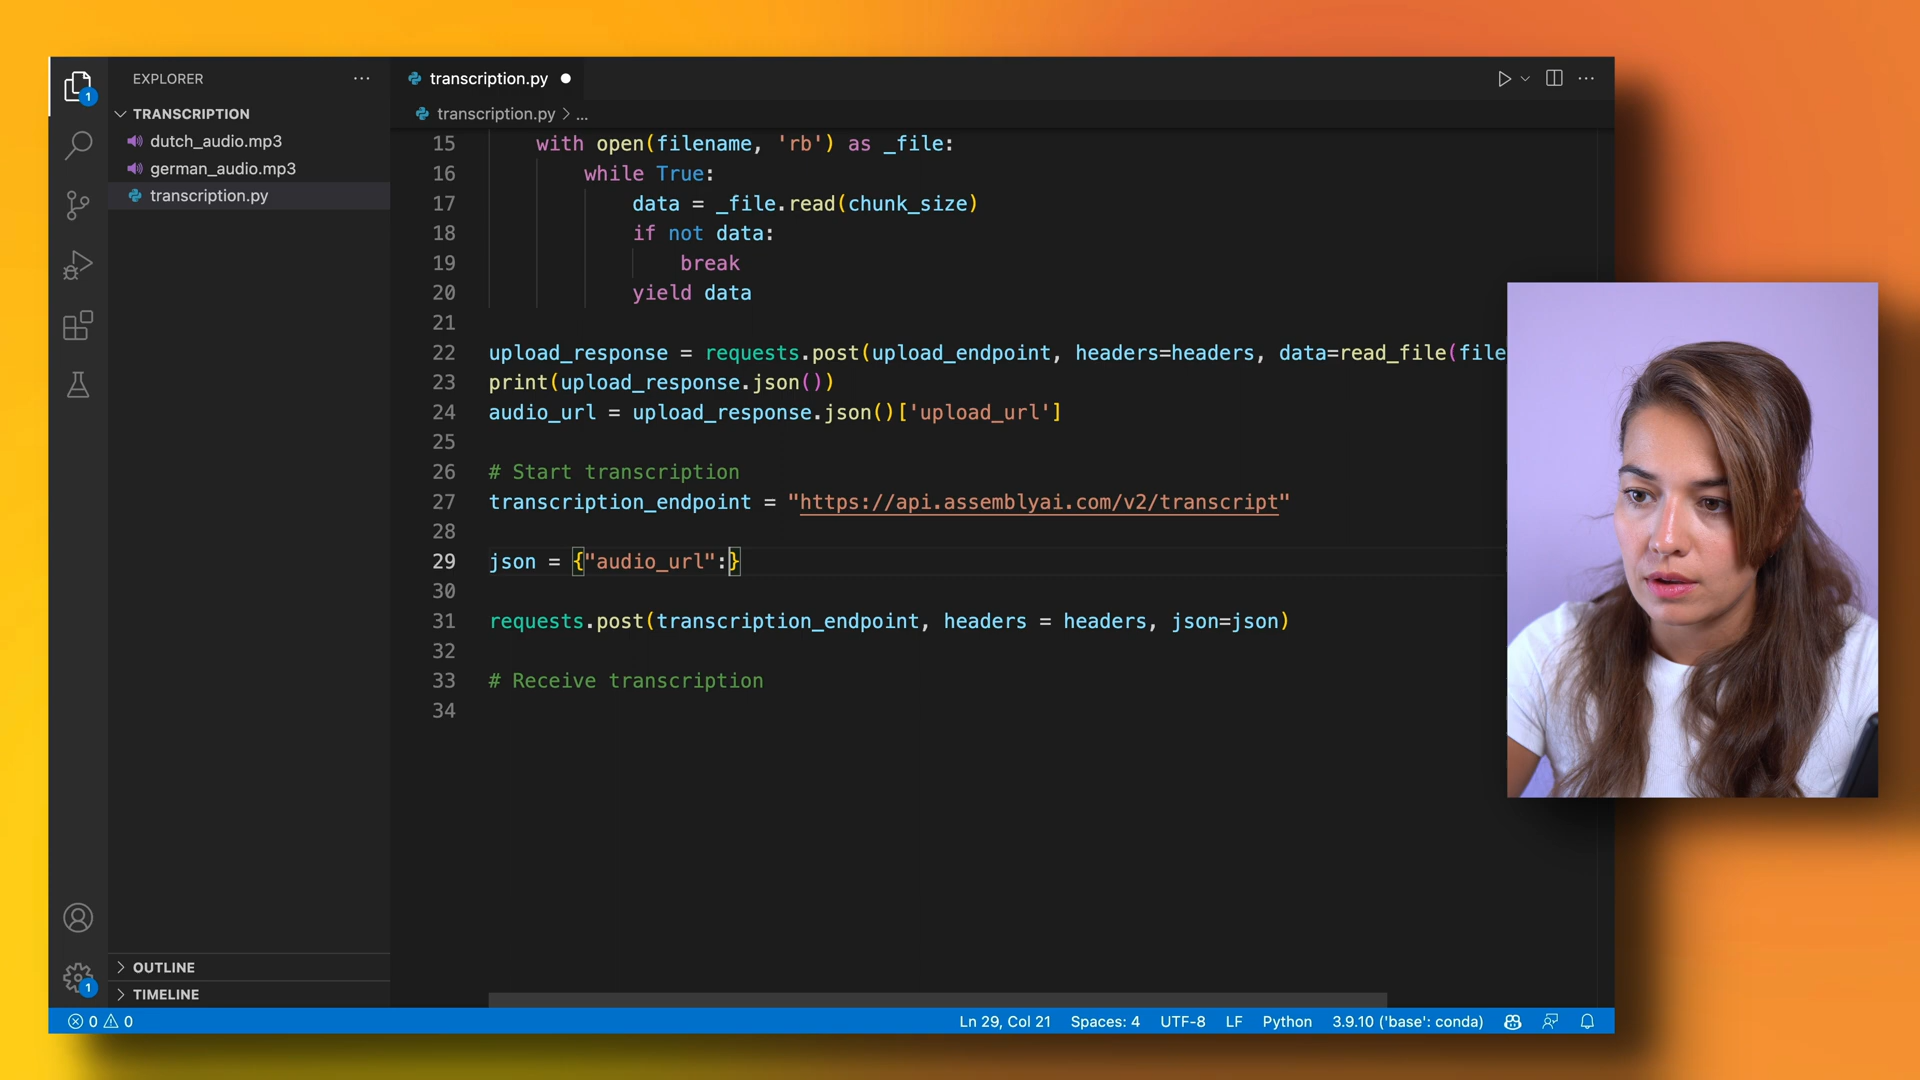 EXPLORER
TRANSCRIPTION
dutch_audio.mp3
german_audio.mp3
transcription.py
OUTLINE
TIMELINE
transcription.py
transcription.py > ...
15 with open(filename, 'rb') as _file:
16 while True:
17 data = _file.read(chunk_size)
18 if not data:
19 break
20 yield data
21
22 upload_response = requests.post(upload_endpoint, headers=headers, data=read_file(file
23 print(upload_response.json())
24 audio_url = upload_response.json()['upload_url']
25
26 # Start transcription
27 transcription_endpoint = "https://api.assemblyai.com/v2/transcript"
28
29 json = {"audio_url":}
30
31 requests.post(transcription_endpoint, headers = headers, json=json)
32
33 # Receive transcription
34
1
1
0 0
Ln 29, Col 21 Spaces: 4 UTF-8 LF Python 3.9.10 ('base': conda)